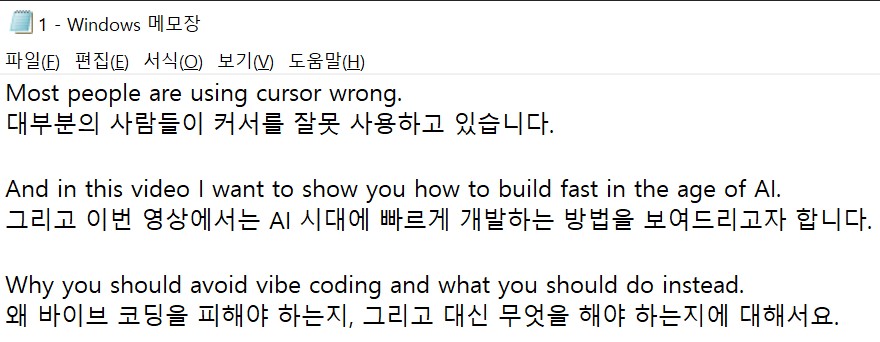 1 - Windows 메모장
파일(F) 편집(E) 서식(O) 보기(V) 도움말(H)
Most people are using cursor wrong.
대부분의 사람들이 커서를 잘못 사용하고 있습니다.
And in this video I want to show you how to build fast in the age of AI.
그리고 이번 영상에서는 AI 시대에 빠르게 개발하는 방법을 보여드리고자 합니다.
Why you should avoid vibe coding and what you should do instead.
왜 바이브 코딩을 피해야 하는지, 그리고 대신 무엇을 해야 하는지에 대해서요.